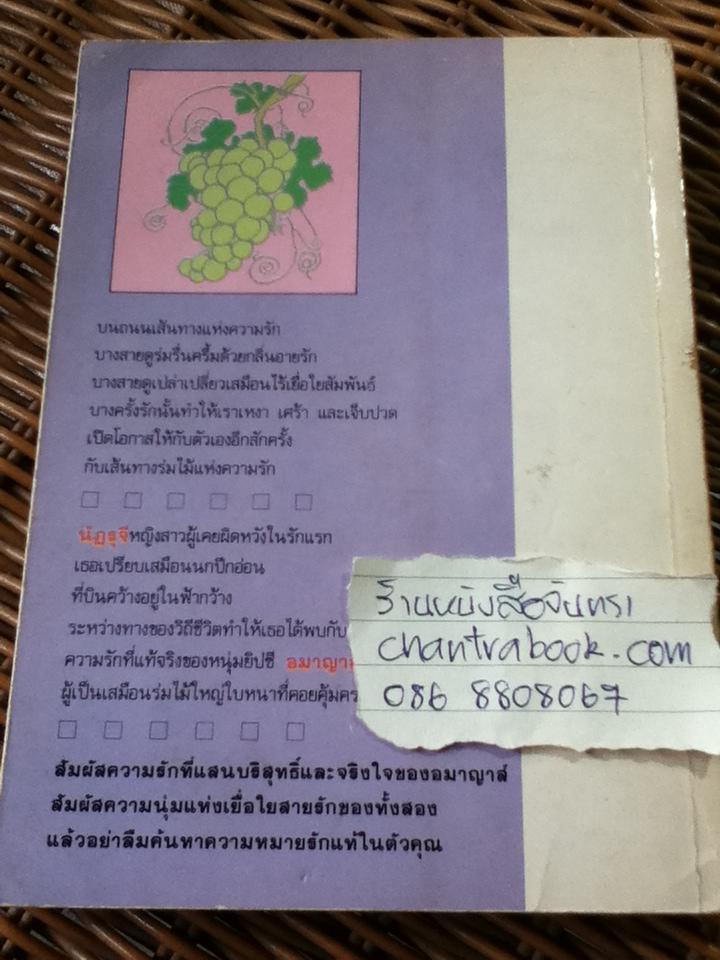 บนถนนเส้นทางแห่งความรัก
บางสายดูร่มรื่นครึ้มด้วยกลิ่นอายรัก
บางสายดูเปล่าเปลี่ยวเสมือนไร้เยื่อใยสัมพันธ์
บางครั้งรักนั้นทำให้เราเหงา เศร้า และเจ็บปวด
เปิดโอกาสให้กับตัวเองอีกสักครั้ง
กับเส้นทางร่มไม้แห่งความรัก
นัฏรุจีหญิงสาวผู้เคยผิดหวังในรักแรก
เธอเปรียบเสมือนนกปีกอ่อน
ที่บินคว้างอยู่ในฟ้ากว้าง
ระหว่างทางของวิถีชีวิตทำให้เธอได้พบกับ
ความรักที่แท้จริงของหนุ่มยิปซี
ผู้เป็นเสมือนร่มไม้ใหญ่ใบหนาที่คอยคุ้ม
สัมผัสความรักที่แสนบริสุทธิ์และจริงใจของอมาญาส์
สัมผัสความนุ่มแห่งเยื่อใยสายรักของทั้งสอง
แล้วอย่าลืมค้นหาความหมายรักแท้ในตัวคุณ
ร้านหนังสือจันทรา
chantrabook.com
086 8808067